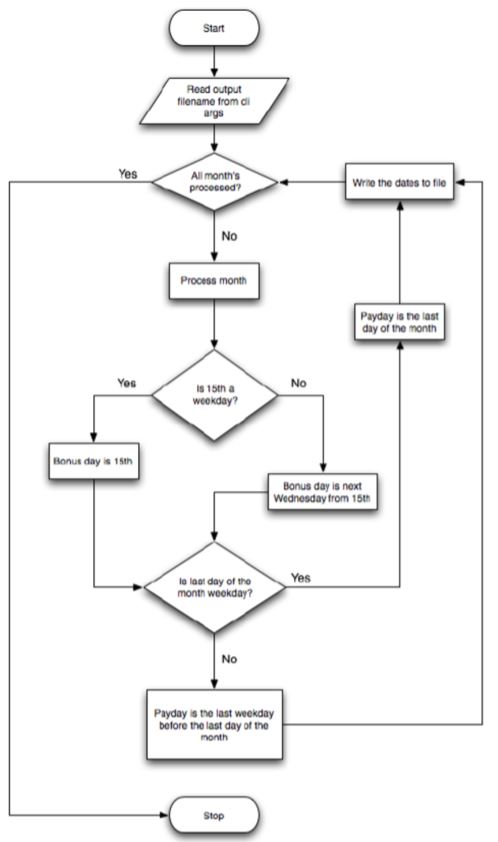 Start
Read output
filename from cli
args
Yes
All month's
processed?
Write the dates to file
No
Process month
Payday is the last
day of the month
Yes
Is 15th a
weekday?
No
Bonus day is 15th
Bonus day is next
Wednesday from 15th
Is last day of the
month weekday?
Yes
No
Payday is the last weekday
before the last day of the
month
Stop